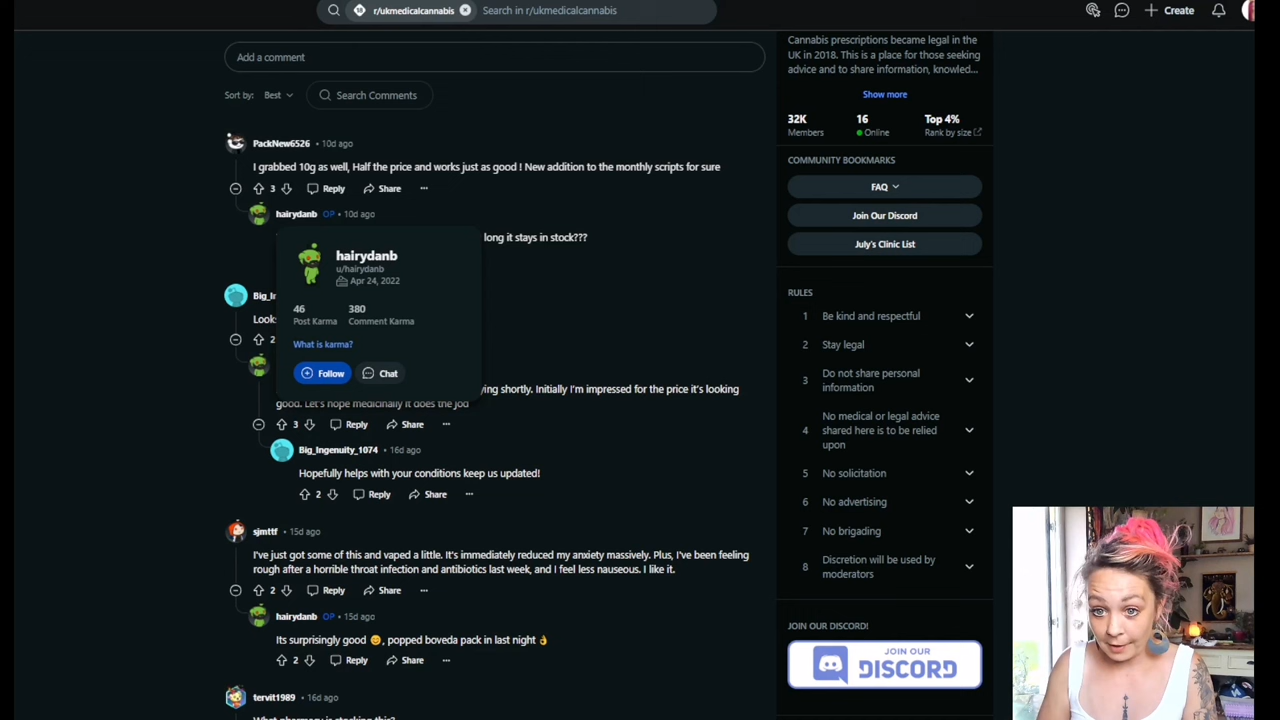 r/ukmedicalcannabis
Search in r/ukmedicalcannabis
Create
Add a comment
Sort by: Best
Search Comments
PackNew6526 • 10d ago
I grabbed 10g as well, Half the price and works just as good ! New addition to the monthly scripts for sure
3 Reply Share
hairydanb OP • 10d ago
long it stays in stock???
hairydanb
u/hairydanb
Apr 24, 2022
46
Post Karma
380
Comment Karma
What is karma?
Follow
Chat
Big_In
Look
2
ying shortly. Initially I'm impressed for the price it's looking
good. Let's hope medicinally it does the job
3 Reply Share
Big_Ingenuity_1074 • 16d ago
Hopefully helps with your conditions keep us updated!
2 Reply Share
sjmttf • 15d ago
I've just got some of this and vaped a little. It's immediately reduced my anxiety massively. Plus, I've been feeling
rough after a horrible throat infection and antibiotics last week, and I feel less nauseous. I like it.
2 Reply Share
hairydanb OP • 15d ago
Its surprisingly good 😊, popped boveda pack in last night 👌
2 Reply Share
tervit1989 • 16d ago
What pharmacy is stocking this?
Cannabis prescriptions became legal in the
UK in 2018. This is a place for those seeking
advice and to share information, knowled...
Show more
32K
Members
16
Online
Top 4%
Rank by size
COMMUNITY BOOKMARKS
FAQ
Join Our Discord
July's Clinic List
RULES
1 Be kind and respectful
2 Stay legal
3 Do not share personal
information
4 No medical or legal advice
shared here is to be relied
upon
5 No solicitation
6 No advertising
7 No brigading
8 Discretion will be used by
moderators
JOIN OUR DISCORD!
JOIN OUR
DISCORD